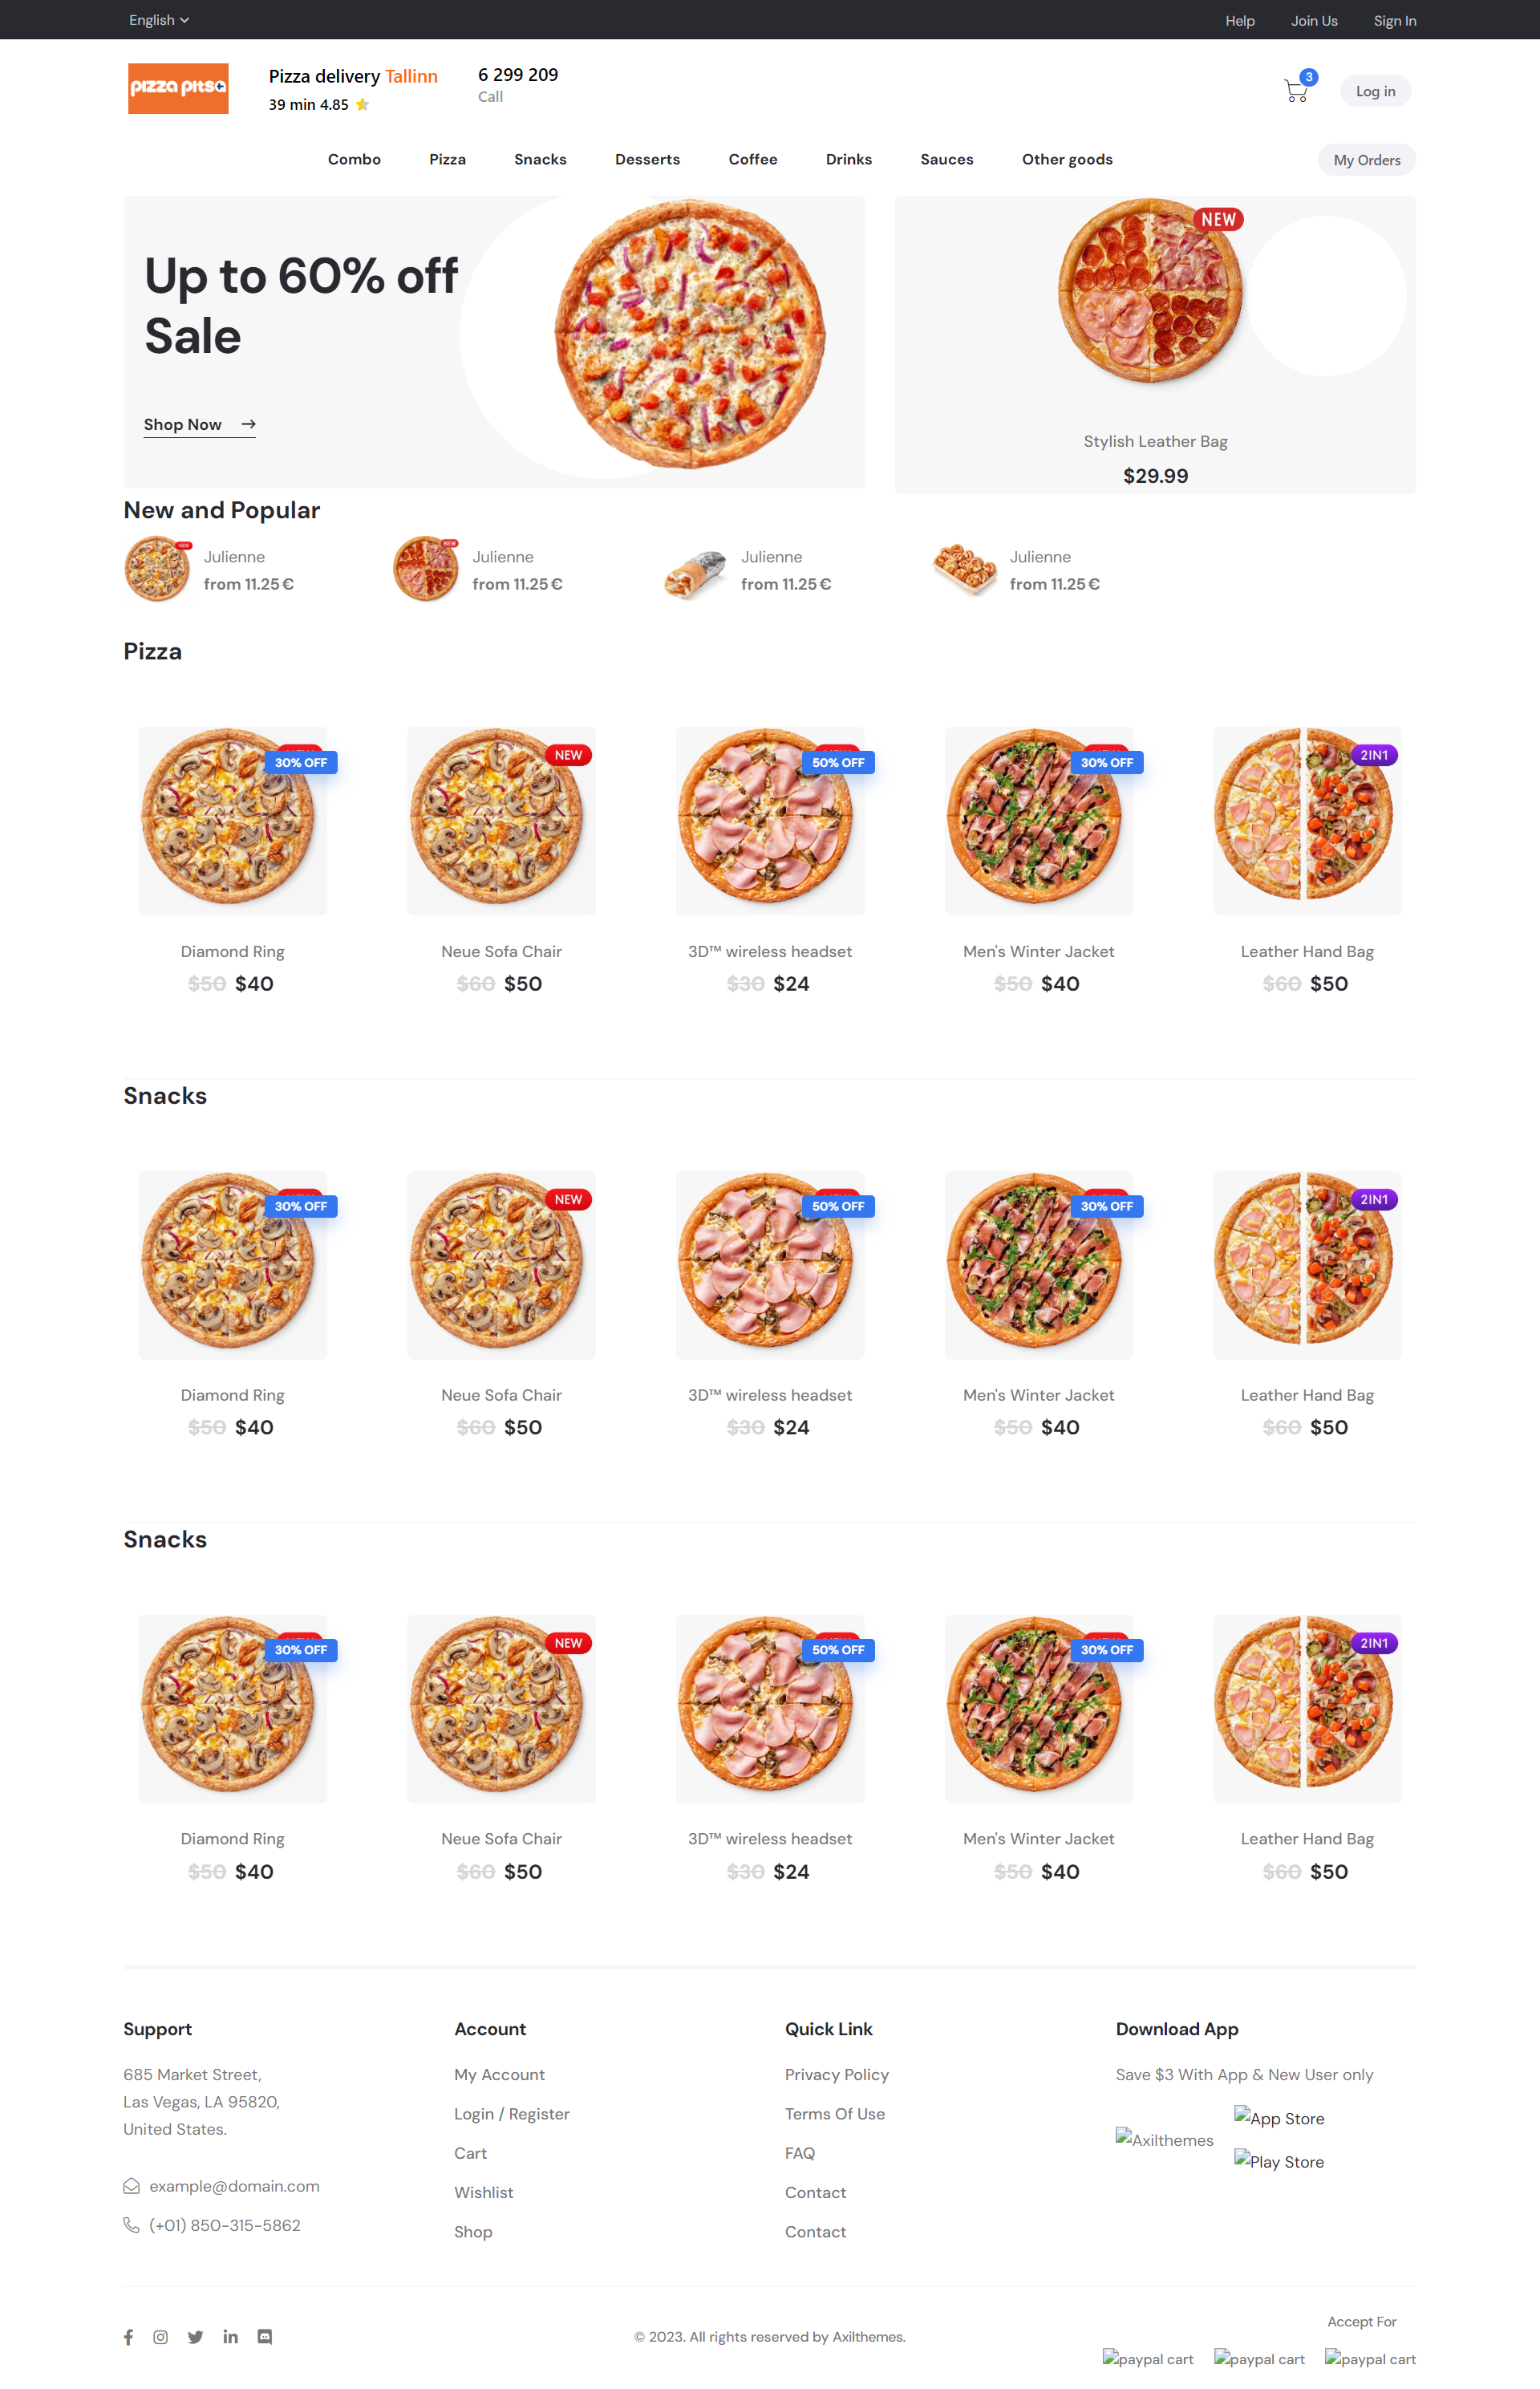 English
Help
Join Us
Sign In
pizza pitsa
Pizza delivery Tallinn
39 min 4.85
6 299 209
Call
3
Log in
Combo
Pizza
Snacks
Desserts
Coffee
Drinks
Sauces
Other goods
My Orders
Up to 60% off
Sale
Shop Now
NEW
Stylish Leather Bag
$29.99
New and Popular
NEW
Julienne
from 11.25 €
NEW
Julienne
from 11.25 €
Julienne
from 11.25 €
Julienne
from 11.25 €
Pizza
30% OFF
NEW
50% OFF
30% OFF
2IN1
Diamond Ring
$50 $40
Neue Sofa Chair
$60 $50
3D™ wireless headset
$30 $24
Men's Winter Jacket
$50 $40
Leather Hand Bag
$60 $50
Snacks
30% OFF
NEW
50% OFF
30% OFF
2IN1
Diamond Ring
$50 $40
Neue Sofa Chair
$60 $50
3D™ wireless headset
$30 $24
Men's Winter Jacket
$50 $40
Leather Hand Bag
$60 $50
Snacks
30% OFF
NEW
50% OFF
30% OFF
2IN1
Diamond Ring
$50 $40
Neue Sofa Chair
$60 $50
3D™ wireless headset
$30 $24
Men's Winter Jacket
$50 $40
Leather Hand Bag
$60 $50
Support
685 Market Street,
Las Vegas, LA 95820,
United States.
example@domain.com
(+01) 850-315-5862
Account
My Account
Login / Register
Cart
Wishlist
Shop
Quick Link
Privacy Policy
Terms Of Use
FAQ
Contact
Contact
Download App
Save $3 With App & New User only
Axilthemes
App Store
Play Store
© 2023. All rights reserved by Axilthemes.
Accept For
paypal cart
paypal cart
paypal cart